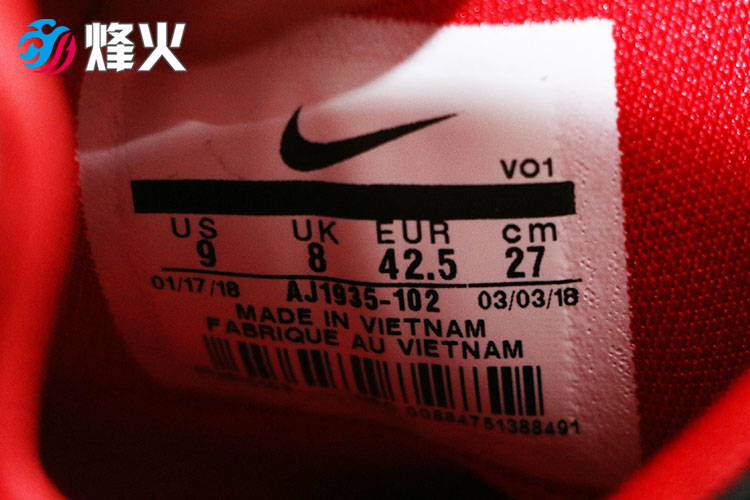 烽火
VO1
US UK EUR cm
9 8 42.5 27
01/17/18 AJ1935-102 03/03/18
MADE IN VIETNAM
FABRIQUE AU VIETNAM
00884751388491